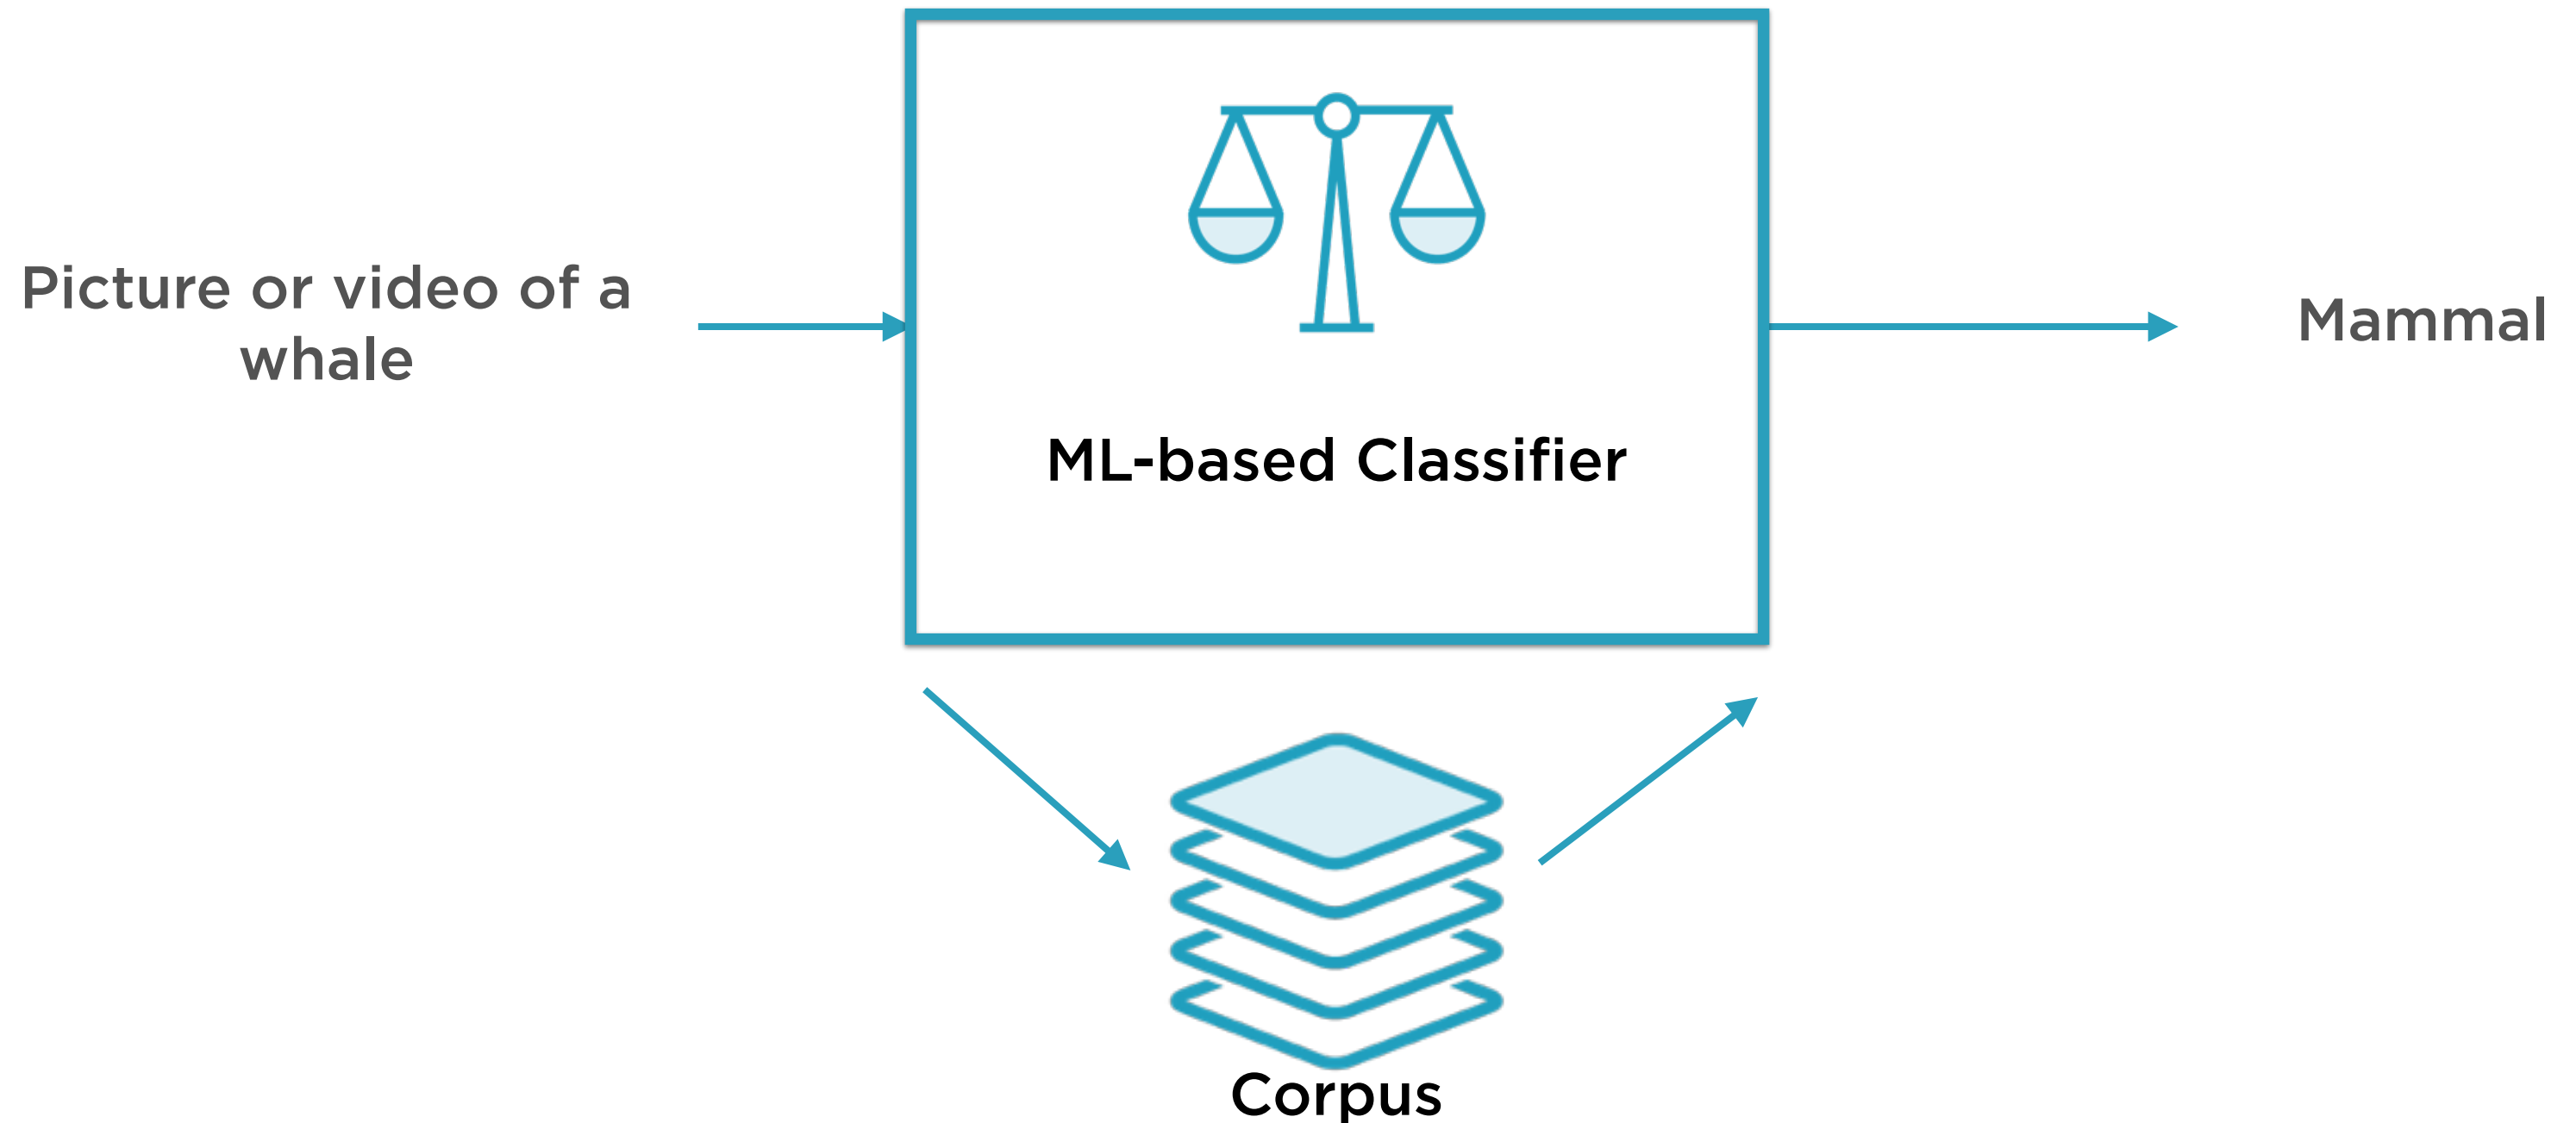 Picture or video of a
whale
ML-based Classifier
Mammal
Corpus